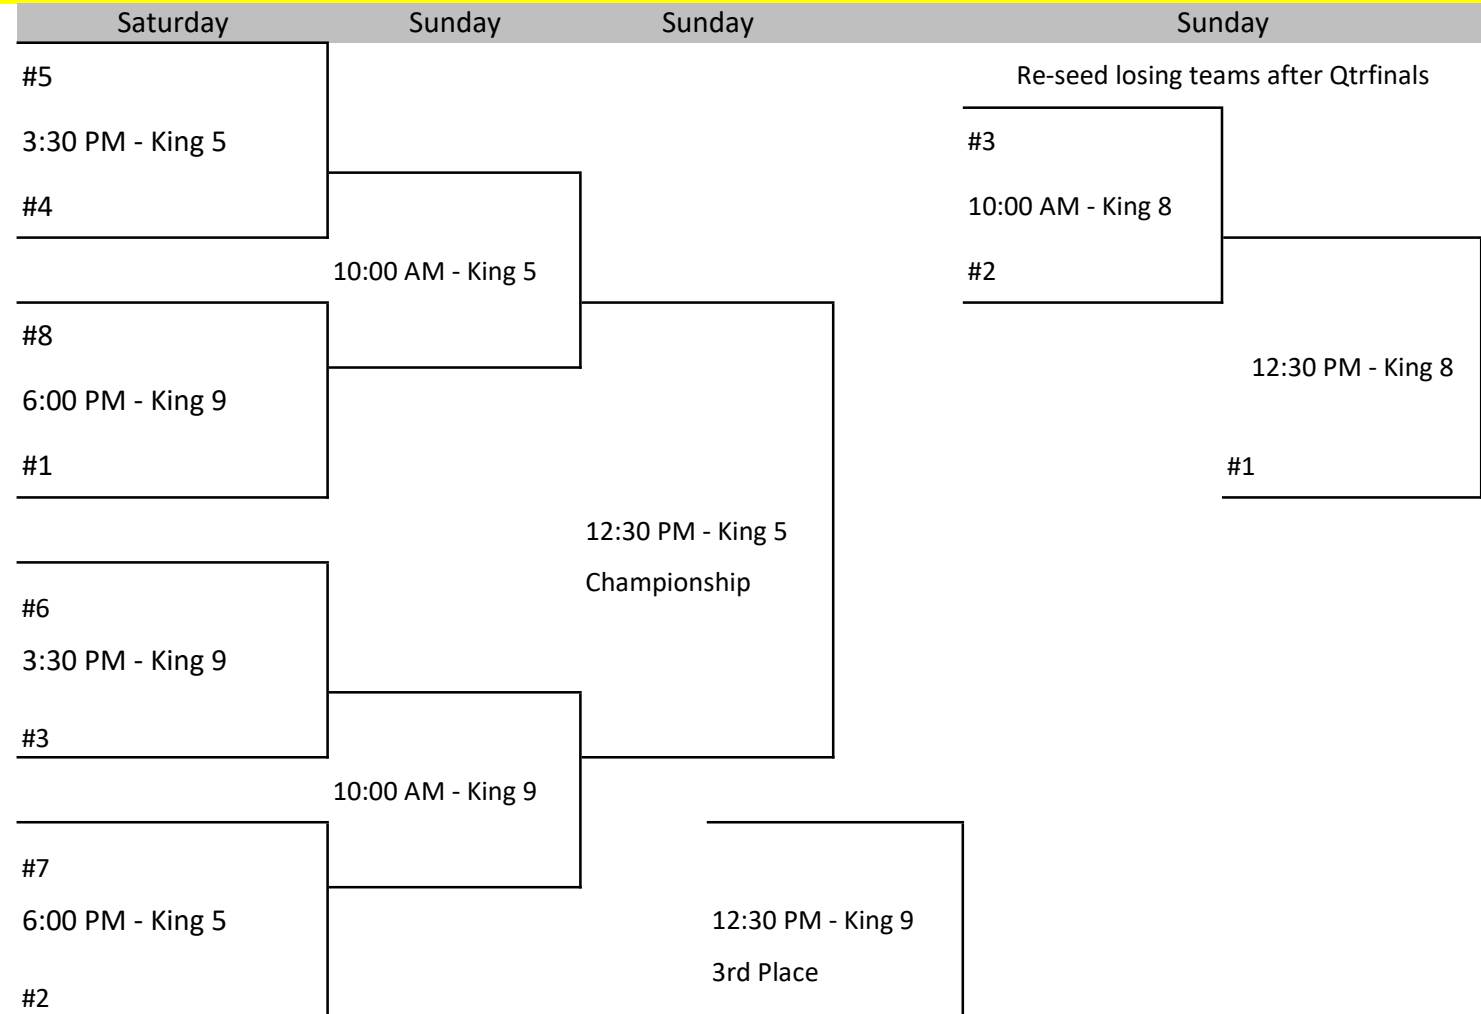 Saturday
Sunday
Sunday
Sunday
#5
3:30 PM - King 5
#4
10:00 AM - King 5
#8
6:00 PM - King 9
#1
12:30 PM - King 5
Championship
#6
3:30 PM - King 9
#3
10:00 AM - King 9
#7
6:00 PM - King 5
#2
12:30 PM - King 9
3rd Place
Re-seed losing teams after Qtrfinals
#3
10:00 AM - King 8
#2
12:30 PM - King 8
#1